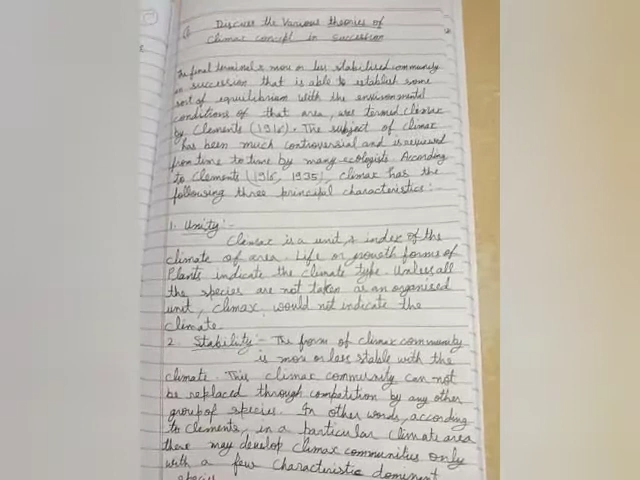 Q Discuss the various theories of
climax concept in succession
The final terminal & more or less stabilised community
in succession that is able to establish some
sort of equilibrium with the environmental
conditions of that area, was termed climax
by Clements (1916). The subject of climax
has been much controversial and is reviewed
from time to time by many ecologists. According
to Clements (1916, 1935), climax has the
following three principal characteristics:-
1. Unity:-
Climax is a unit, & index of the
climate of area. Life or growth forms of
Plants indicate the climate type. Unless all
the species are not taken as an organised
unit, climax would not indicate the
climate.
2. Stability:- The form of climax community
is more or less stable with the
climate. This climax community can not
be replaced through competition by any other
group of species. In other words, according
to Clements, in a particular climate area
there may develop climax communities only
with a few characteristic dominant
species